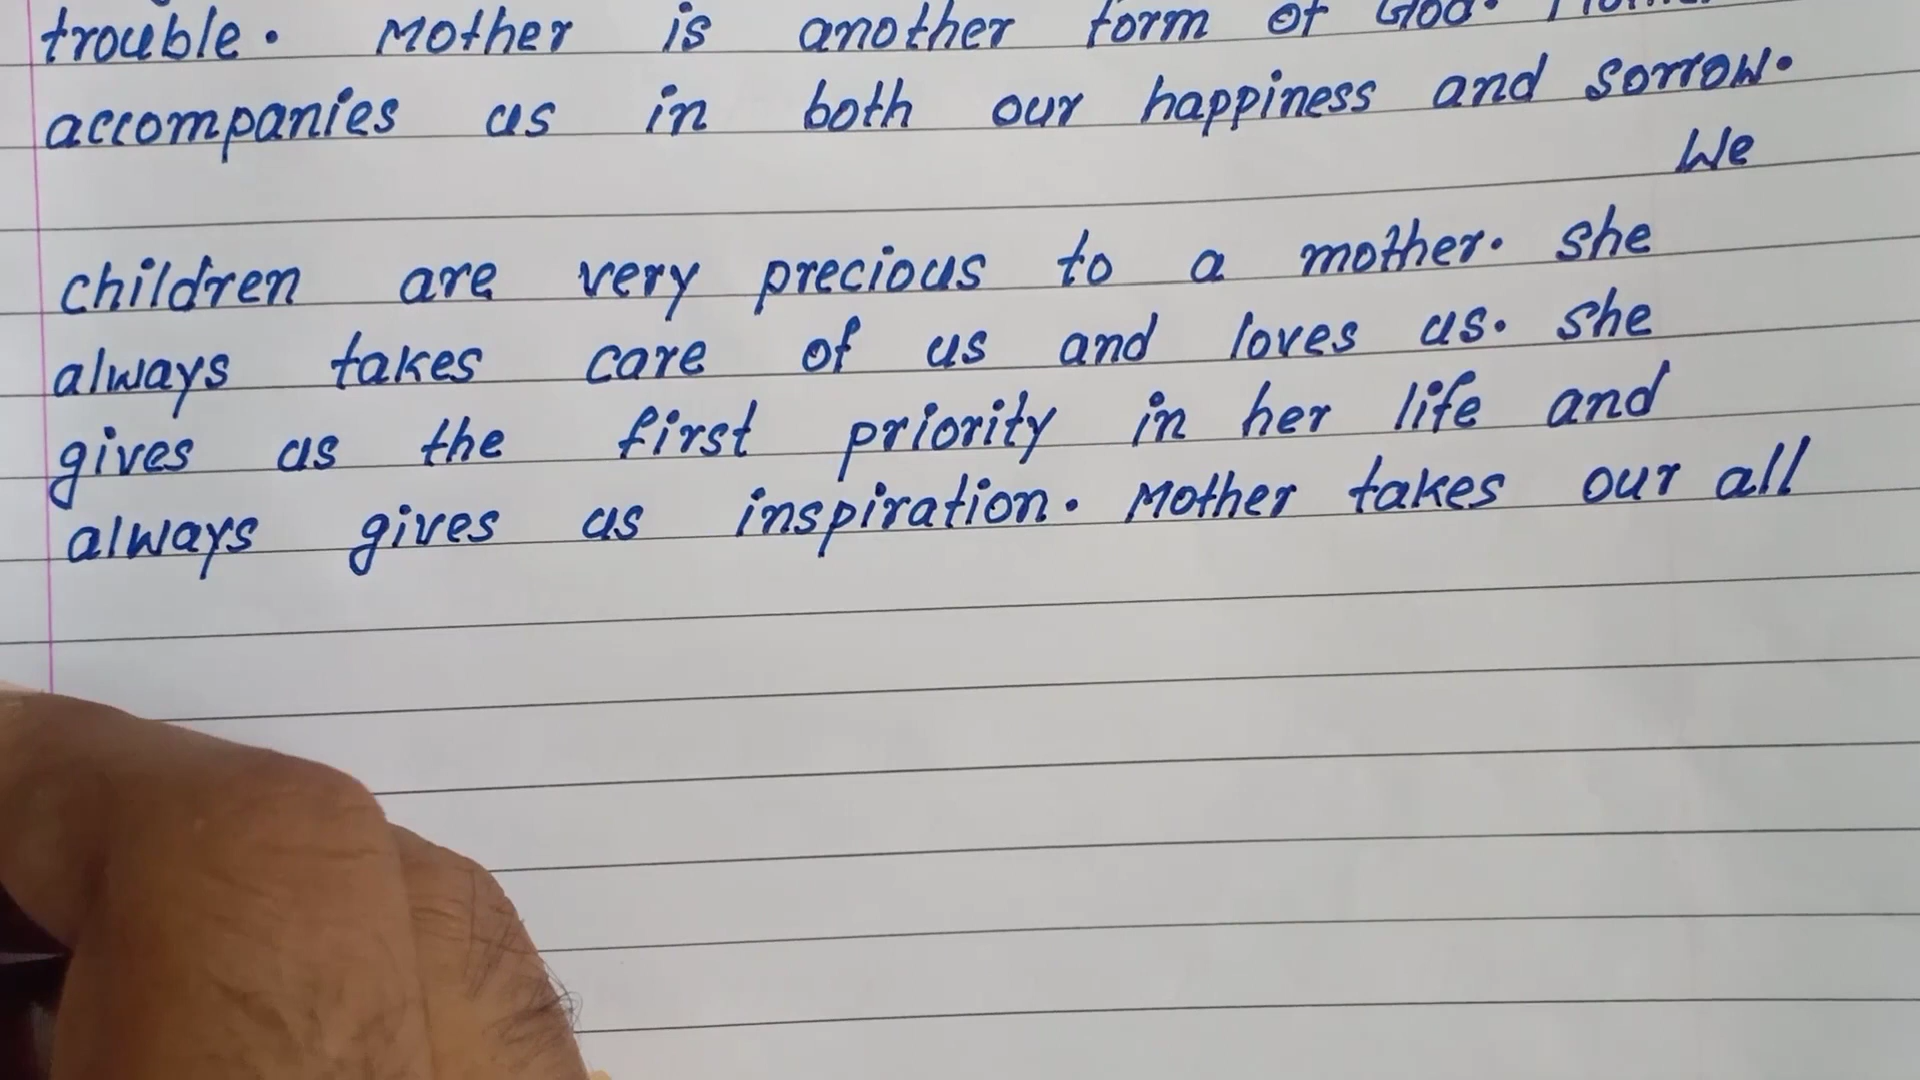 trouble. Mother is another form of God. Mother
accompanies us in both our happiness and sorrow.
We
children are very precious to a mother. she
always takes care of us and loves us. she
gives us the first priority in her life and
always gives us inspiration. Mother takes our all